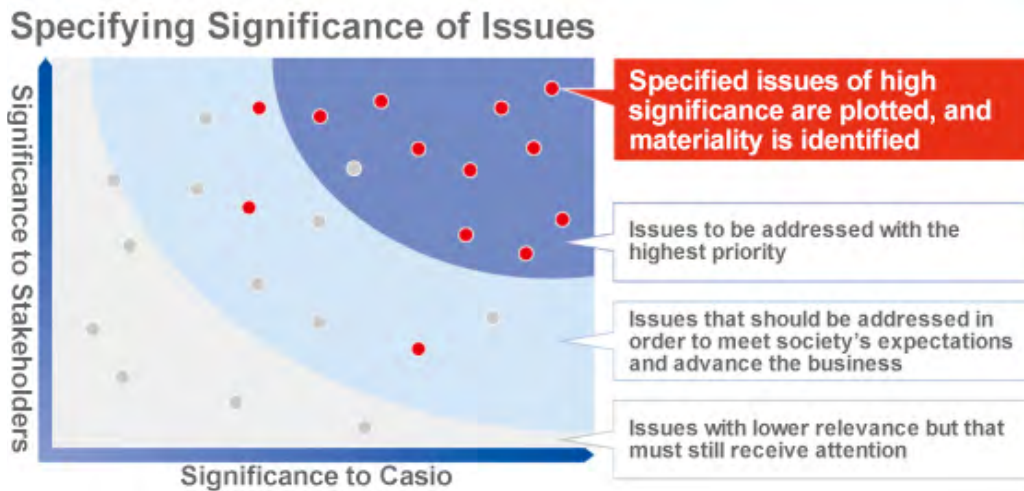 Specifying Significance of Issues
Significance to Stakeholders
Specified issues of high
significance are plotted, and
materiality is identified
Issues to be addressed with the
highest priority
Issues that should be addressed in
order to meet society's expectations
and advance the business
Issues with lower relevance but that
must still receive attention
Significance to Casio